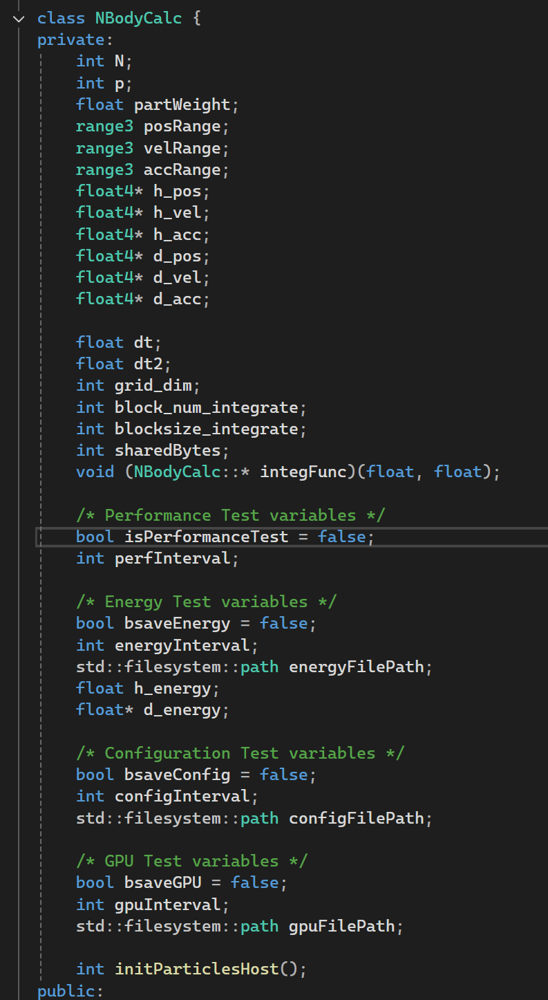 class NBodyCalc {
private:
    int N;
    int p;
    float partWeight;
    range3 posRange;
    range3 velRange;
    range3 accRange;
    float4* h_pos;
    float4* h_vel;
    float4* h_acc;
    float4* d_pos;
    float4* d_vel;
    float4* d_acc;

    float dt;
    float dt2;
    int grid_dim;
    int block_num_integrate;
    int blocksize_integrate;
    int sharedBytes;
    void (NBodyCalc::* integFunc)(float, float);

    /* Performance Test variables */
    bool isPerformanceTest = false;
    int perfInterval;

    /* Energy Test variables */
    bool bsaveEnergy = false;
    int energyInterval;
    std::filesystem::path energyFilePath;
    float h_energy;
    float* d_energy;

    /* Configuration Test variables */
    bool bsaveConfig = false;
    int configInterval;
    std::filesystem::path configFilePath;

    /* GPU Test variables */
    bool bsaveGPU = false;
    int gpuInterval;
    std::filesystem::path gpuFilePath;

    int initParticlesHost();
public: